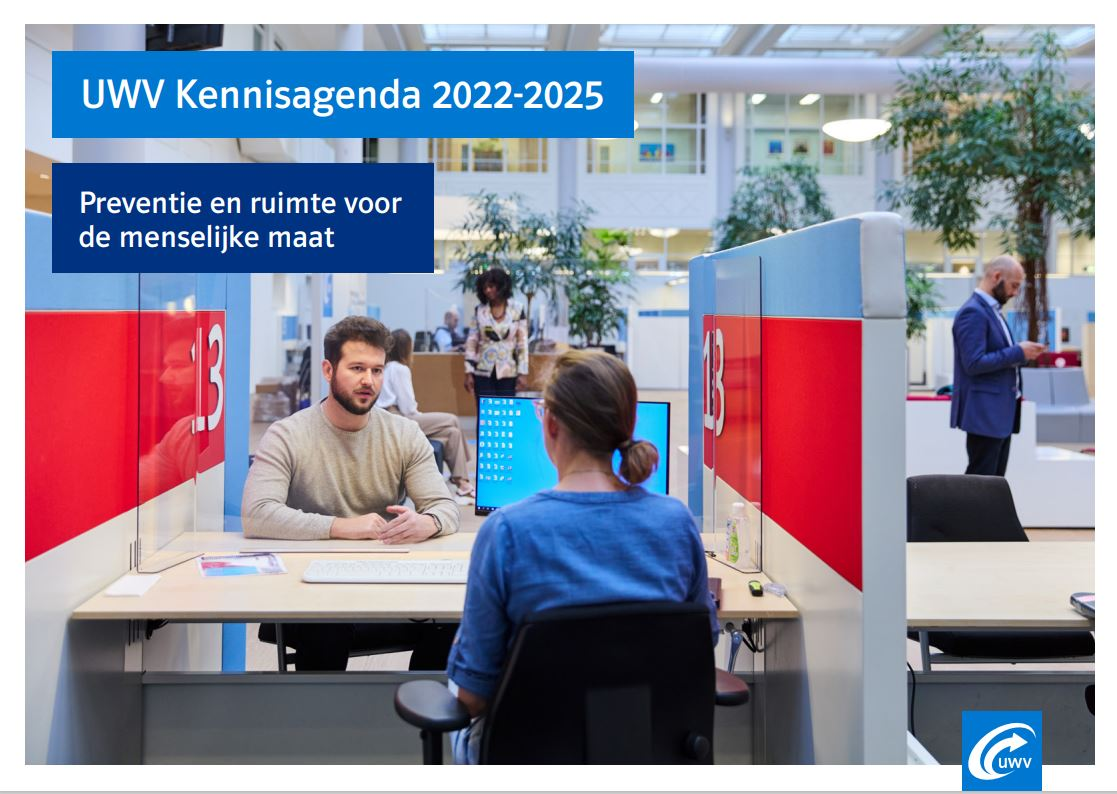 UWV Kennisagenda 2022-2025
Preventie en ruimte voor
de menselijke maat
13
13
uwv